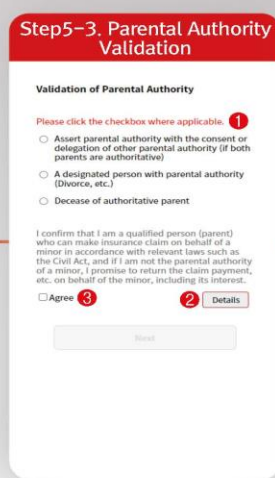 Step5-3. Parental Authority
Validation
Validation of Parental Authority
Please click the checkbox where applicable. 1
Assert parental authority with the consent or
delegation of other parental authority (if both
parents are authoritative)
A designated person with parental authority
(Divorce, etc.)
Decease of authoritative parent
I confirm that I am a qualified person (parent)
who can make insurance claim on behalf of a
minor in accordance with relevant laws such as
the Civil Act, and if I am not the parental authority
of a minor, I promise to return the claim payment,
etc. on behalf of the minor, including its interest.
Agree 3 2 Details
Next